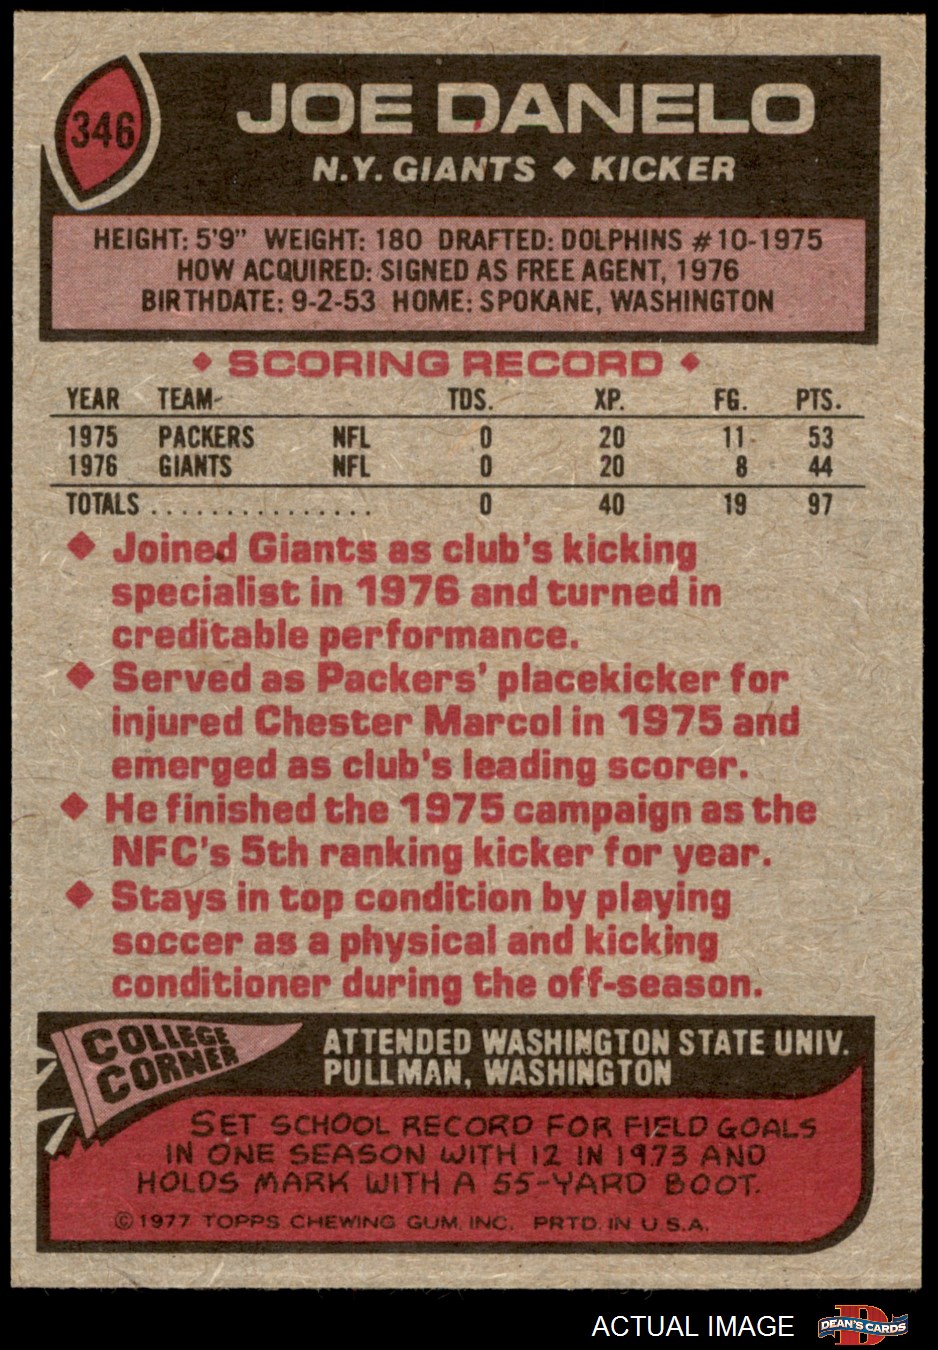 346
JOE DANELO
N.Y. GIANTS ♦ KICKER
HEIGHT: 5'9" WEIGHT: 180 DRAFTED: DOLPHINS #10-1975
HOW ACQUIRED: SIGNED AS FREE AGENT, 1976
BIRTHDATE: 9-2-53 HOME: SPOKANE, WASHINGTON
♦ SCORING RECORD ♦
YEAR TEAM TDS. XP. FG. PTS.
1975 PACKERS NFL 0 20 11 53
1976 GIANTS NFL 0 20 8 44
TOTALS ............... 0 40 19 97
♦ Joined Giants as club's kicking
specialist in 1976 and turned in
creditable performance.
♦ Served as Packers' placekicker for
injured Chester Marcol in 1975 and
emerged as club's leading scorer.
♦ He finished the 1975 campaign as the
NFC's 5th ranking kicker for year.
♦ Stays in top condition by playing
soccer as a physical and kicking
conditioner during the off-season.
COLLEGE
CORNER
ATTENDED WASHINGTON STATE UNIV.
PULLMAN, WASHINGTON
SET SCHOOL RECORD FOR FIELD GOALS
IN ONE SEASON WITH 12 IN 1973 AND
HOLDS MARK WITH A 55-YARD BOOT.
© 1977 TOPPS CHEWING GUM, INC. PRTD. IN U.S.A.
ACTUAL IMAGE
D
DEAN'S CARDS